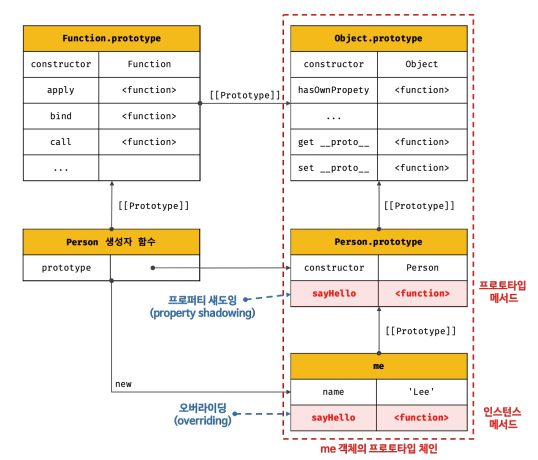 Function.prototype
constructor Function
apply <function>
bind <function>
call <function>
...
[[Prototype]]
Object.prototype
constructor Object
hasOwnPropety <function>
...
get __proto__ <function>
set __proto__ <function>
[[Prototype]]
[[Prototype]]
Person 생성자 함수
prototype
Person.prototype
constructor Person
sayHello <function>
프로토타입
메서드
프로퍼티 섀도잉
(property shadowing)
[[Prototype]]
new
me
name 'Lee'
sayHello <function>
인스턴스
메서드
오버라이딩
(overriding)
me 객체의 프로토타입 체인